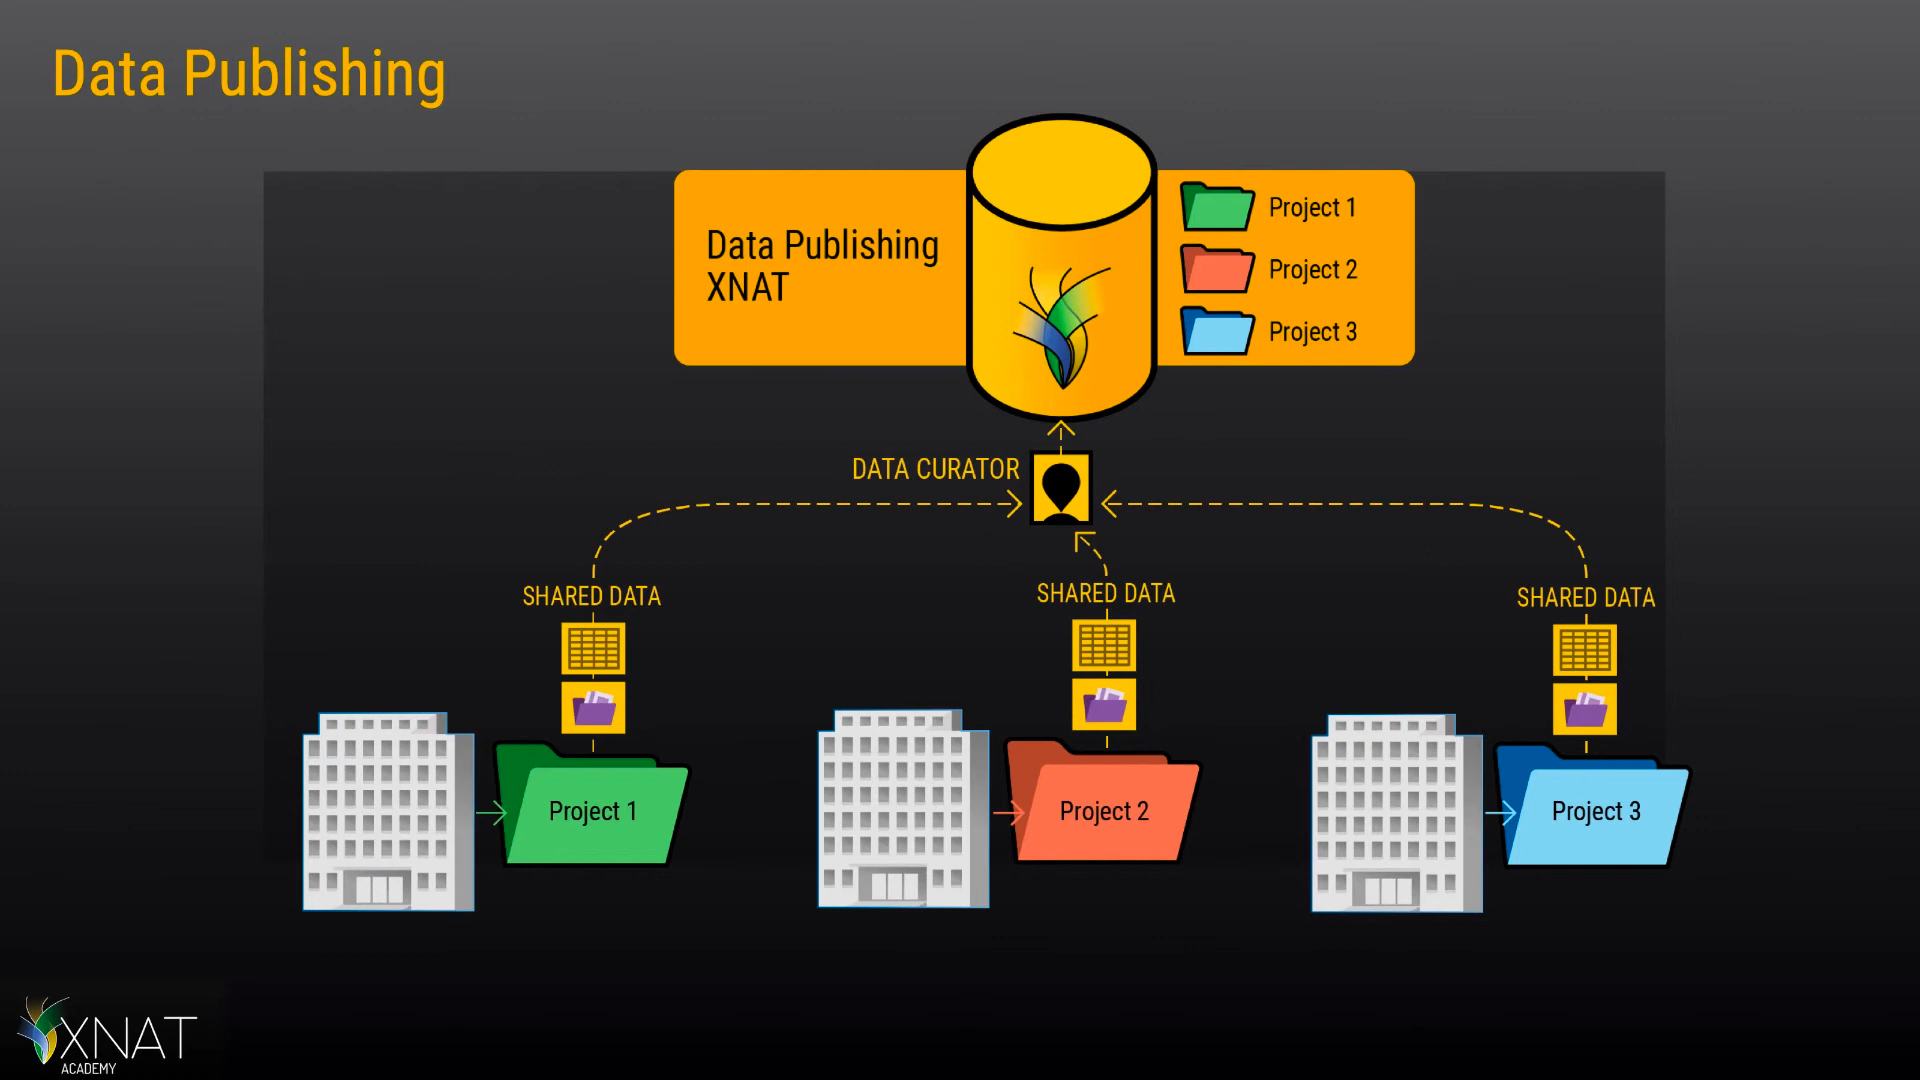 Data Publishing
Data Publishing
XNAT
Project 1
Project 2
Project 3
DATA CURATOR
SHARED DATA
SHARED DATA
SHARED DATA
Project 1
Project 2
Project 3
XNAT
ACADEMY